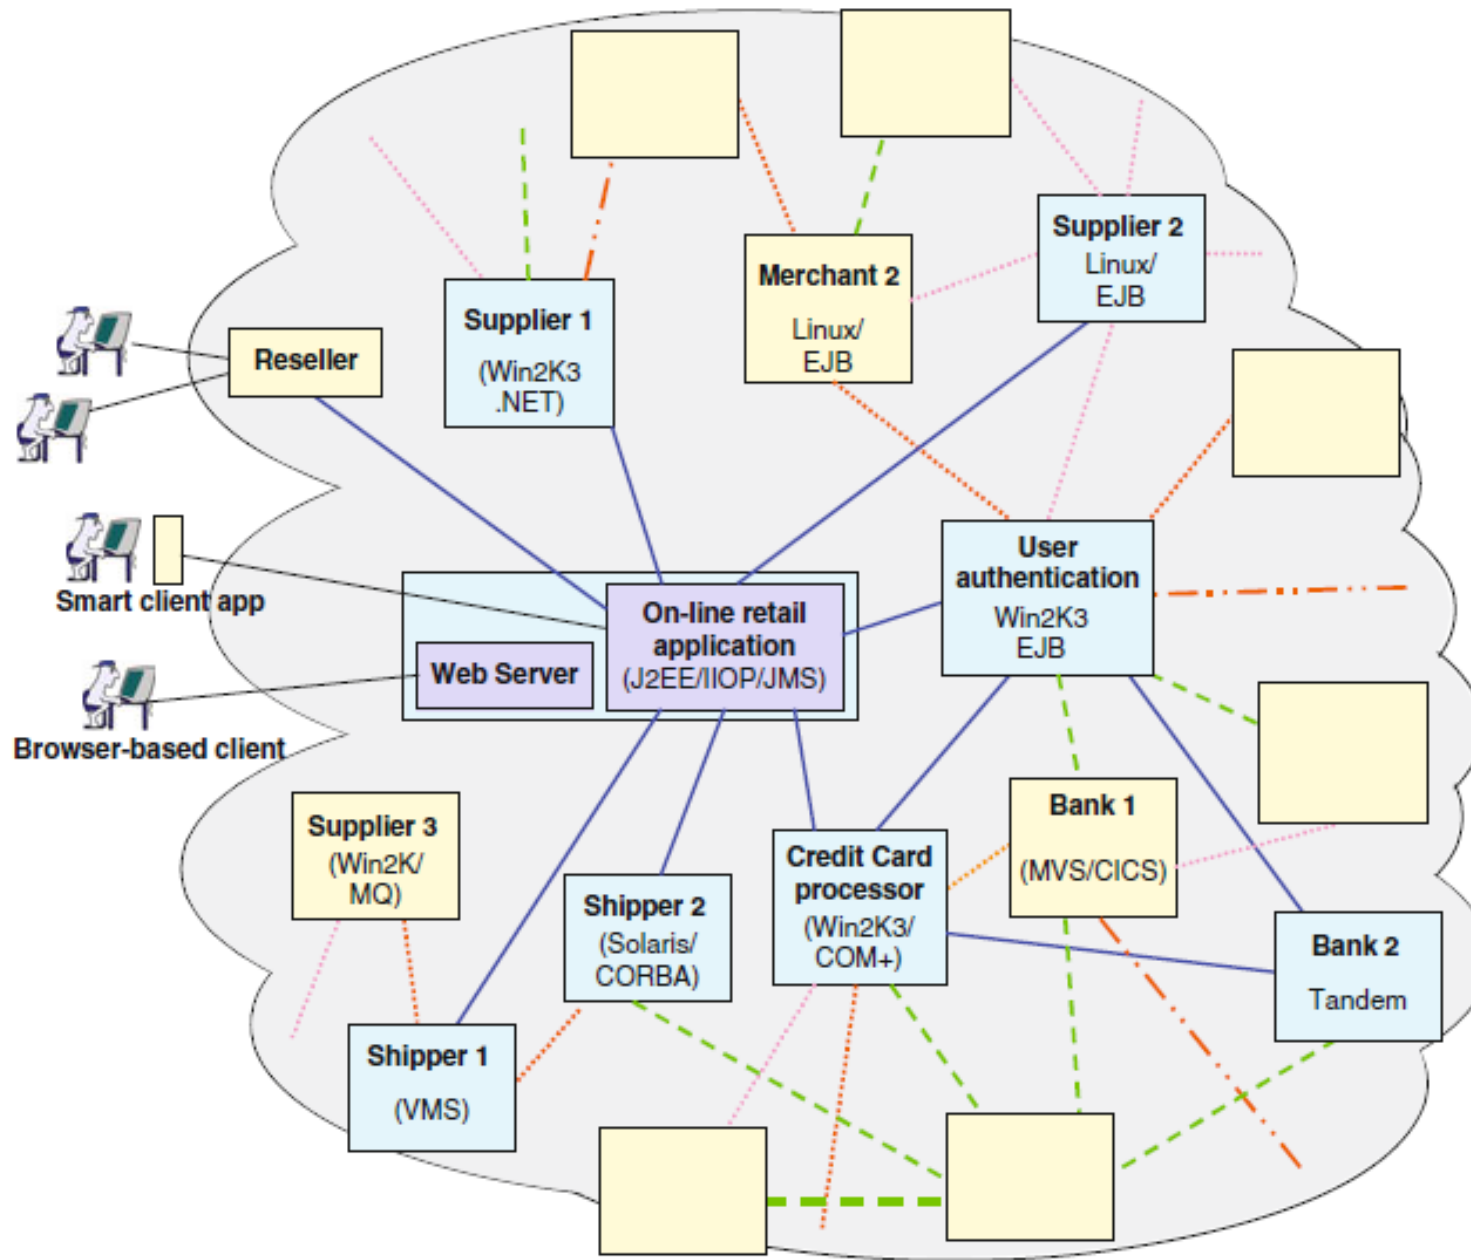 Supplier 2
Linux/
EJB
Merchant 2
Linux/
EJB
Supplier 1
(Win2K3
.NET)
Reseller
Smart client app
User
authentication
Win2K3
EJB
On-line retail
application
(J2EE/IIOP/JMS)
Web Server
Browser-based client
Supplier 3
(Win2K/
MQ)
Shipper 2
(Solaris/
CORBA)
Credit Card
processor
(Win2K3/
COM+)
Bank 1
(MVS/CICS)
Bank 2
Tandem
Shipper 1
(VMS)